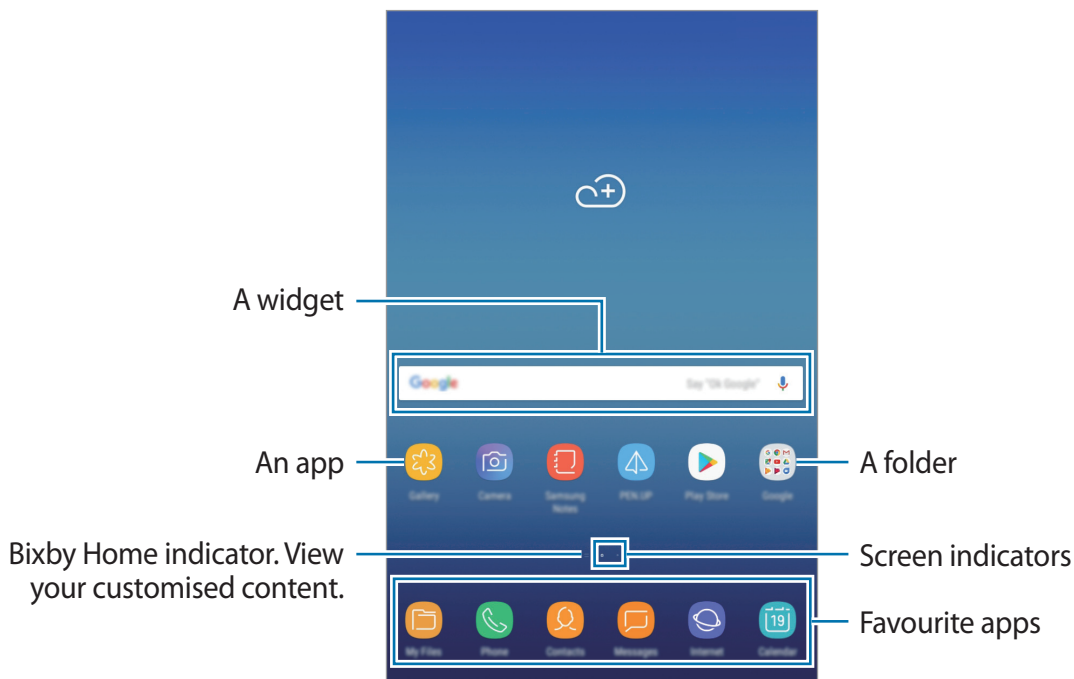 A widget
Google Say "Ok Google"
An app
A folder
Gallery Camera Samsung Notes PEN.UP Play Store Google
Bixby Home indicator. View
your customised content.
Screen indicators
Favourite apps
19
My Files Phone Contacts Messages Internet Calendar